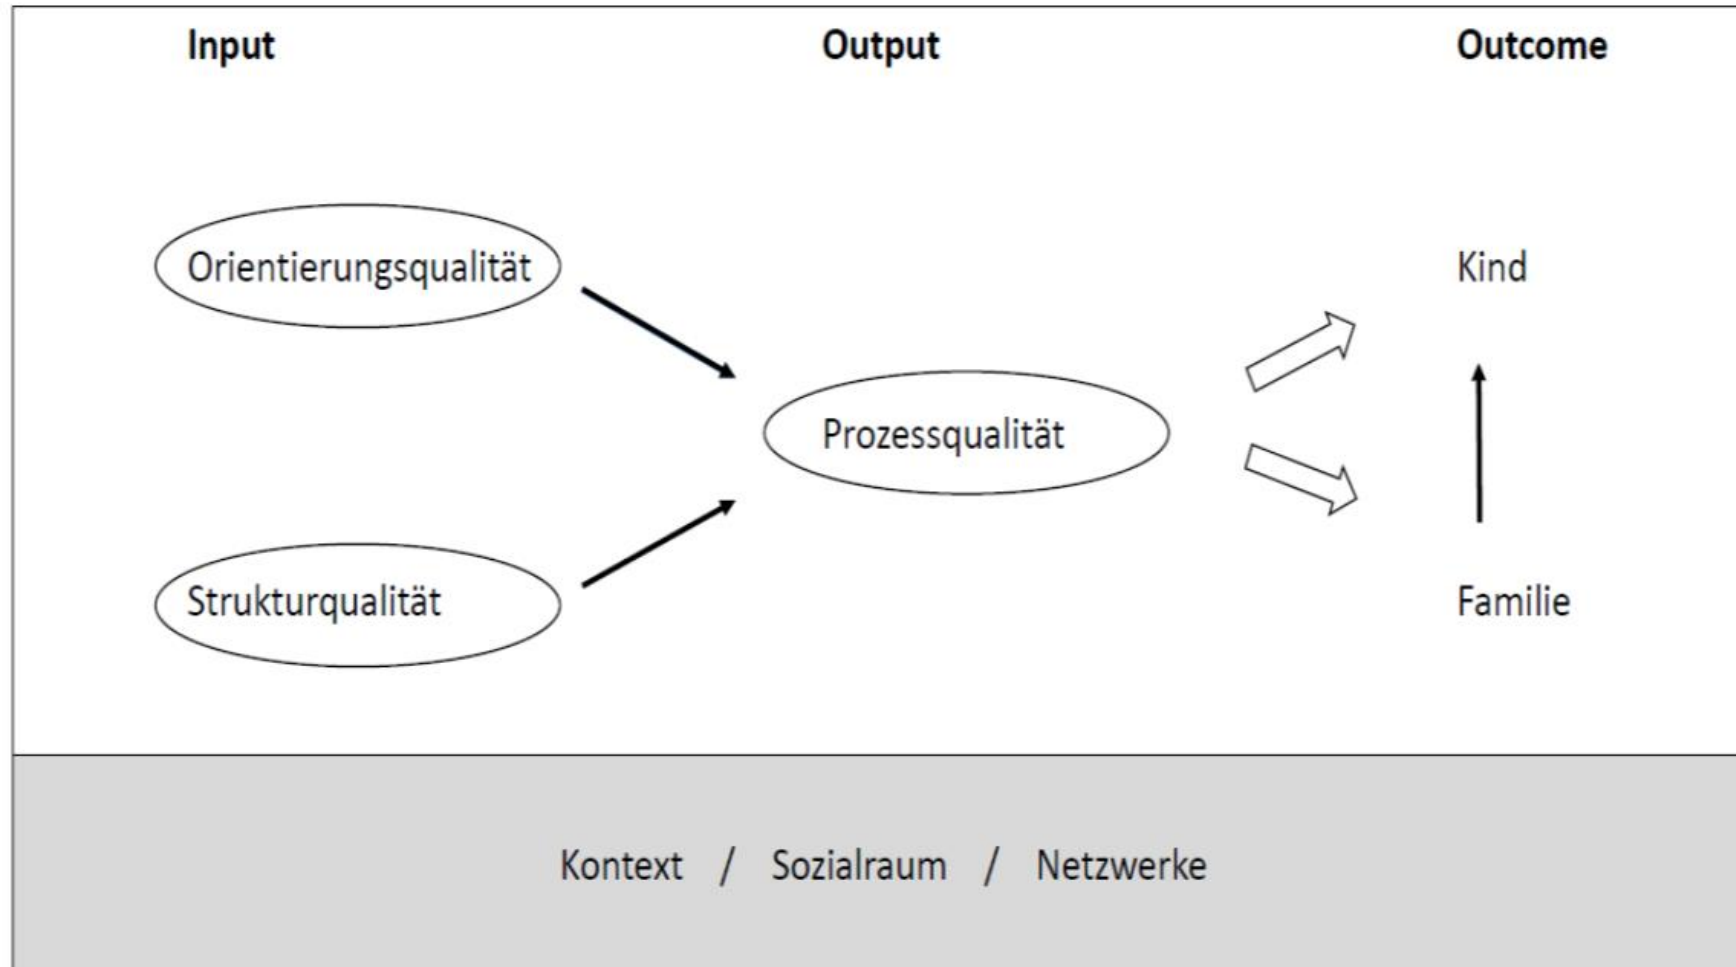 Input Output Outcome
Orientierungsqualität Kind
Prozessqualität
Strukturqualität Familie
Kontext / Sozialraum / Netzwerke